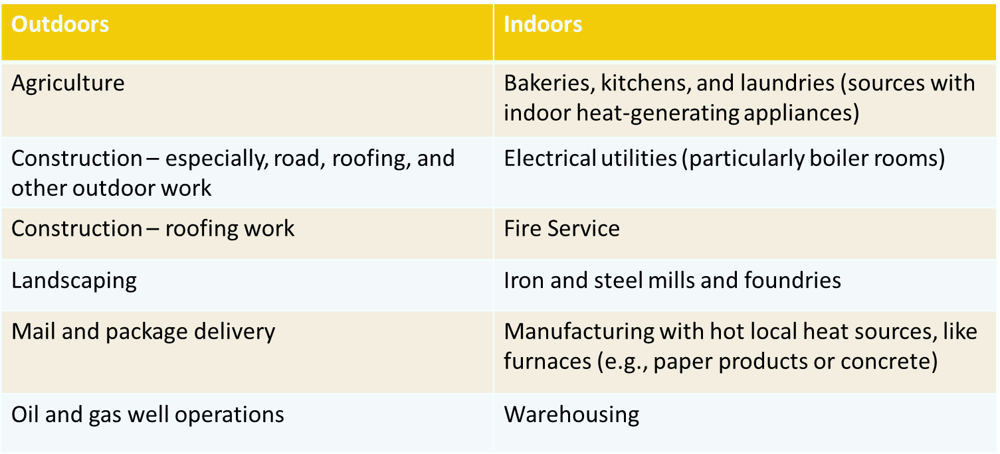 Outdoors
Indoors
Agriculture
Bakeries, kitchens, and laundries (sources with
indoor heat-generating appliances)
Construction – especially, road, roofing, and
other outdoor work
Electrical utilities (particularly boiler rooms)
Construction – roofing work
Fire Service
Landscaping
Iron and steel mills and foundries
Mail and package delivery
Manufacturing with hot local heat sources, like
furnaces (e.g., paper products or concrete)
Oil and gas well operations
Warehousing